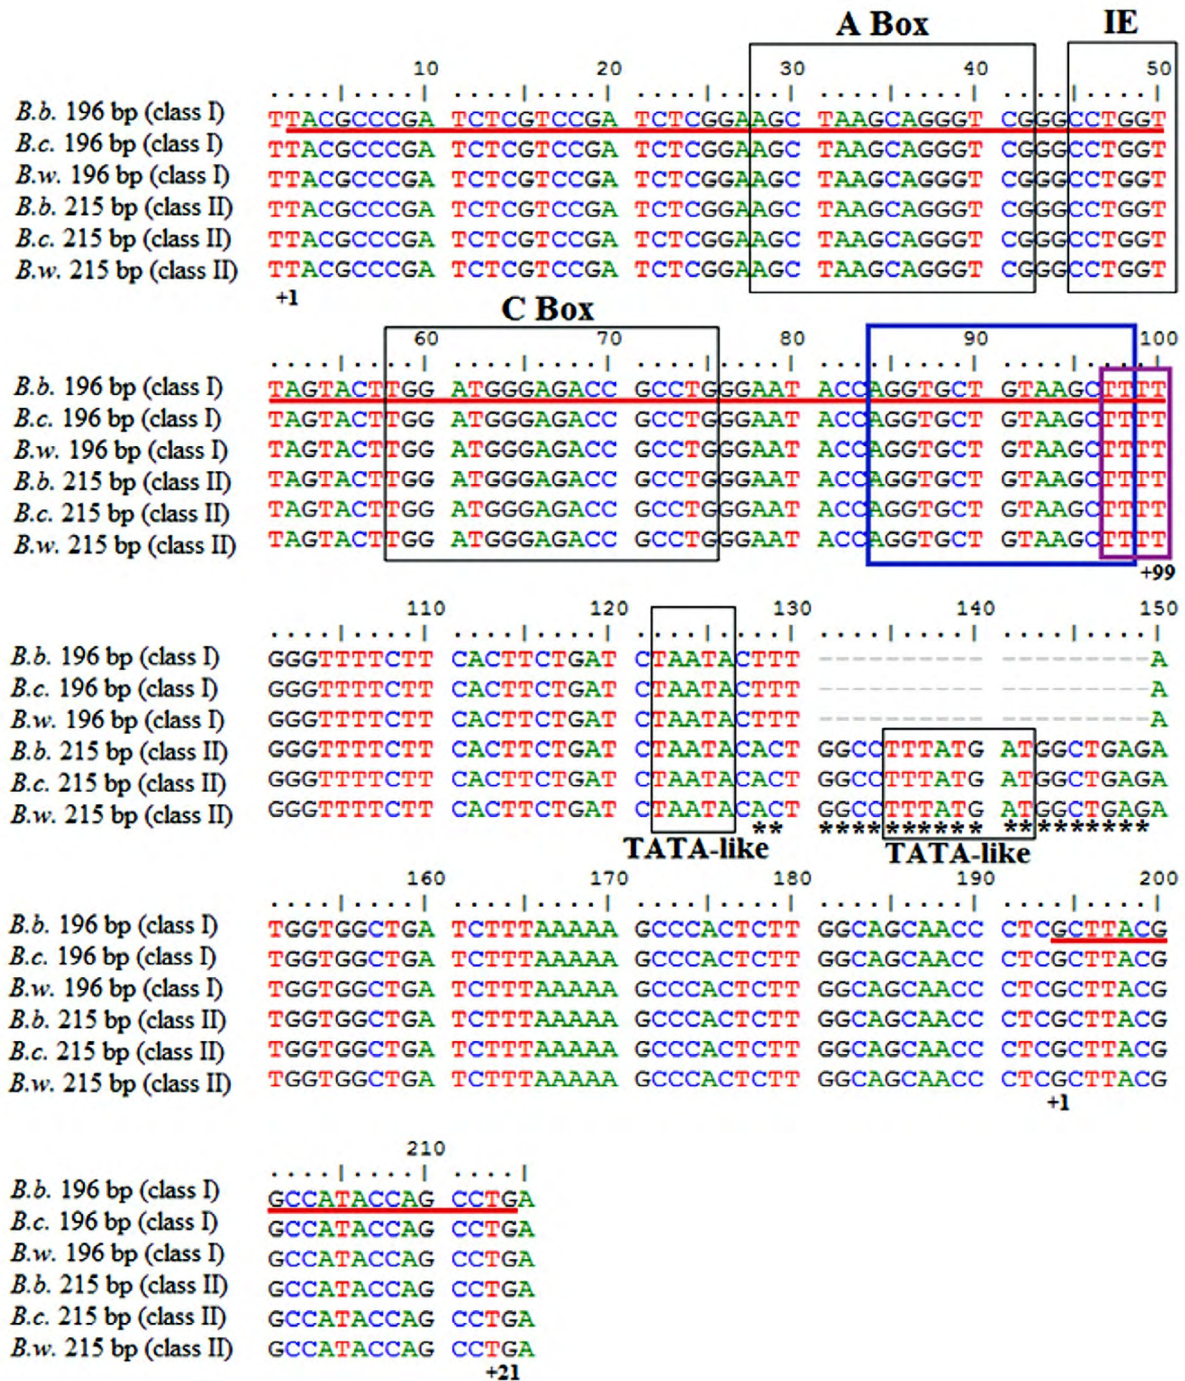 A Box IE
10 20 30 40 50
....|....| ....|....| ....|....| ....|....| ....|....|
B.b. 196 bp (class I) TTACGCCCGA TCTCGTCCGA TCTCGGAAGC TAAGCAGGGT CGGGCCTGGT
B.c. 196 bp (class I) TTACGCCCGA TCTCGTCCGA TCTCGGAAGC TAAGCAGGGT CGGGCCTGGT
B.w. 196 bp (class I) TTACGCCCGA TCTCGTCCGA TCTCGGAAGC TAAGCAGGGT CGGGCCTGGT
B.b. 215 bp (class II) TTACGCCCGA TCTCGTCCGA TCTCGGAAGC TAAGCAGGGT CGGGCCTGGT
B.c. 215 bp (class II) TTACGCCCGA TCTCGTCCGA TCTCGGAAGC TAAGCAGGGT CGGGCCTGGT
B.w. 215 bp (class II) TTACGCCCGA TCTCGTCCGA TCTCGGAAGC TAAGCAGGGT CGGGCCTGGT
+1
C Box
60 70 80 90 100
....|....| ....|....| ....|....| ....|....| ....|....|
B.b. 196 bp (class I) TAGTACTTGG ATGGGAGACC GCCTGGGAAT ACCAGGTGCT GTAAGCTTTT
B.c. 196 bp (class I) TAGTACTTGG ATGGGAGACC GCCTGGGAAT ACCAGGTGCT GTAAGCTTTT
B.w. 196 bp (class I) TAGTACTTGG ATGGGAGACC GCCTGGGAAT ACCAGGTGCT GTAAGCTTTT
B.b. 215 bp (class II) TAGTACTTGG ATGGGAGACC GCCTGGGAAT ACCAGGTGCT GTAAGCTTTT
B.c. 215 bp (class II) TAGTACTTGG ATGGGAGACC GCCTGGGAAT ACCAGGTGCT GTAAGCTTTT
B.w. 215 bp (class II) TAGTACTTGG ATGGGAGACC GCCTGGGAAT ACCAGGTGCT GTAAGCTTTT
+99
110 120 130 140 150
....|....| ....|....| ....|....| ....|....| ....|....|
B.b. 196 bp (class I) GGGTTTTCTT CACTTCTGAT CTAATACTTT ---------- ---------A
B.c. 196 bp (class I) GGGTTTTCTT CACTTCTGAT CTAATACTTT ---------- ---------A
B.w. 196 bp (class I) GGGTTTTCTT CACTTCTGAT CTAATACTTT ---------- ---------A
B.b. 215 bp (class II) GGGTTTTCTT CACTTCTGAT CTAATACACT GGCCTTTATG ATGGCTGAGA
B.c. 215 bp (class II) GGGTTTTCTT CACTTCTGAT CTAATACACT GGCCTTTATG ATGGCTGAGA
B.w. 215 bp (class II) GGGTTTTCTT CACTTCTGAT CTAATACACT GGCCTTTATG ATGGCTGAGA
** ********** *********
TATA-like TATA-like
160 170 180 190 200
....|....| ....|....| ....|....| ....|....| ....|....|
B.b. 196 bp (class I) TGGTGGCTGA TCTTTAAAAA GCCCACTCTT GGCAGCAACC CTCGCTTACG
B.c. 196 bp (class I) TGGTGGCTGA TCTTTAAAAA GCCCACTCTT GGCAGCAACC CTCGCTTACG
B.w. 196 bp (class I) TGGTGGCTGA TCTTTAAAAA GCCCACTCTT GGCAGCAACC CTCGCTTACG
B.b. 215 bp (class II) TGGTGGCTGA TCTTTAAAAA GCCCACTCTT GGCAGCAACC CTCGCTTACG
B.c. 215 bp (class II) TGGTGGCTGA TCTTTAAAAA GCCCACTCTT GGCAGCAACC CTCGCTTACG
B.w. 215 bp (class II) TGGTGGCTGA TCTTTAAAAA GCCCACTCTT GGCAGCAACC CTCGCTTACG
+1
210
....|....| ....|
B.b. 196 bp (class I) GCCATACCAG CCTGA
B.c. 196 bp (class I) GCCATACCAG CCTGA
B.w. 196 bp (class I) GCCATACCAG CCTGA
B.b. 215 bp (class II) GCCATACCAG CCTGA
B.c. 215 bp (class II) GCCATACCAG CCTGA
B.w. 215 bp (class II) GCCATACCAG CCTGA
+21